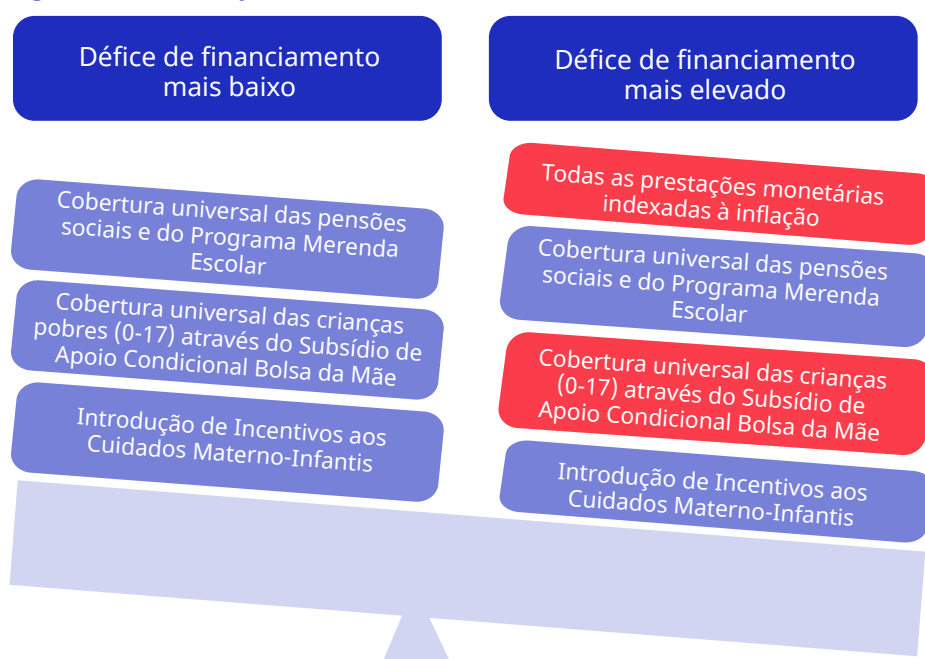 Défice de financiamento
mais baixo
Cobertura universal das pensões
sociais e do Programa Merenda
Escolar
Cobertura universal das crianças
pobres (0-17) através do Subsídio de
Apoio Condicional Bolsa da Mãe
Introdução de Incentivos aos
Cuidados Materno-Infantis
Défice de financiamento
mais elevado
Todas as prestações monetárias
indexadas à inflação
Cobertura universal das pensões
sociais e do Programa Merenda
Escolar
Cobertura universal das crianças
(0-17) através do Subsídio de
Apoio Condicional Bolsa da Mãe
Introdução de Incentivos aos
Cuidados Materno-Infantis